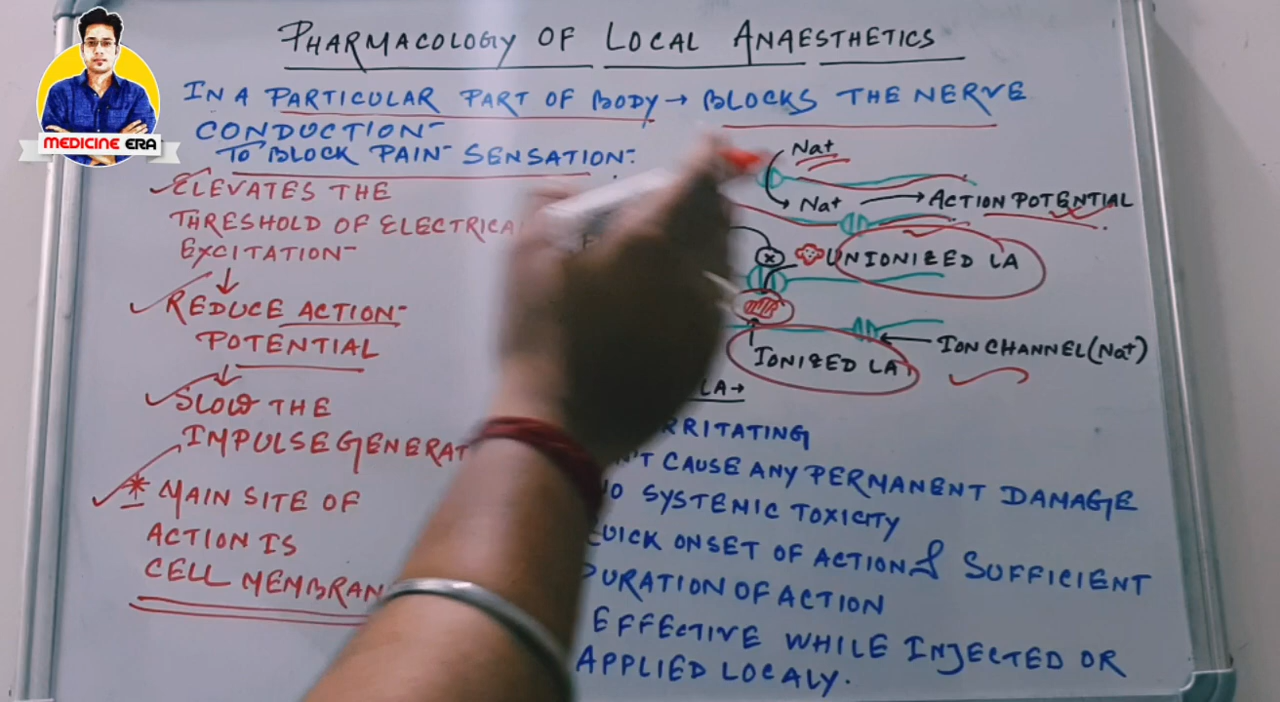 MEDICINE ERA
PHARMACOLOGY OF LOCAL ANAESTHETICS
IN A PARTICULAR PART OF BODY → BLOCKS THE NERVE
CONDUCTION
TO BLOCK PAIN SENSATION.
ELEVATES THE
THRESHOLD OF ELECTRICA
EXCITATION
↓
REDUCE ACTION
POTENTIAL
↓
SLOW THE
IMPULSE GENERAT
* MAIN SITE OF
ACTION IS
CELL MEMBRAN
Na+
Na+ → ACTION POTENTIAL
UNIONIZED LA
IONIZED LA
ION CHANNEL (Na+)
LA →
RRITATING
N'T CAUSE ANY PERMANENT DAMAGE
NO SYSTENIC TOXICITY
QUICK ONSET OF ACTION & SUFFICIENT
DURATION OF ACTION
EFFECTIVE WHILE INJECTED OR
APPLIED LOCALY.